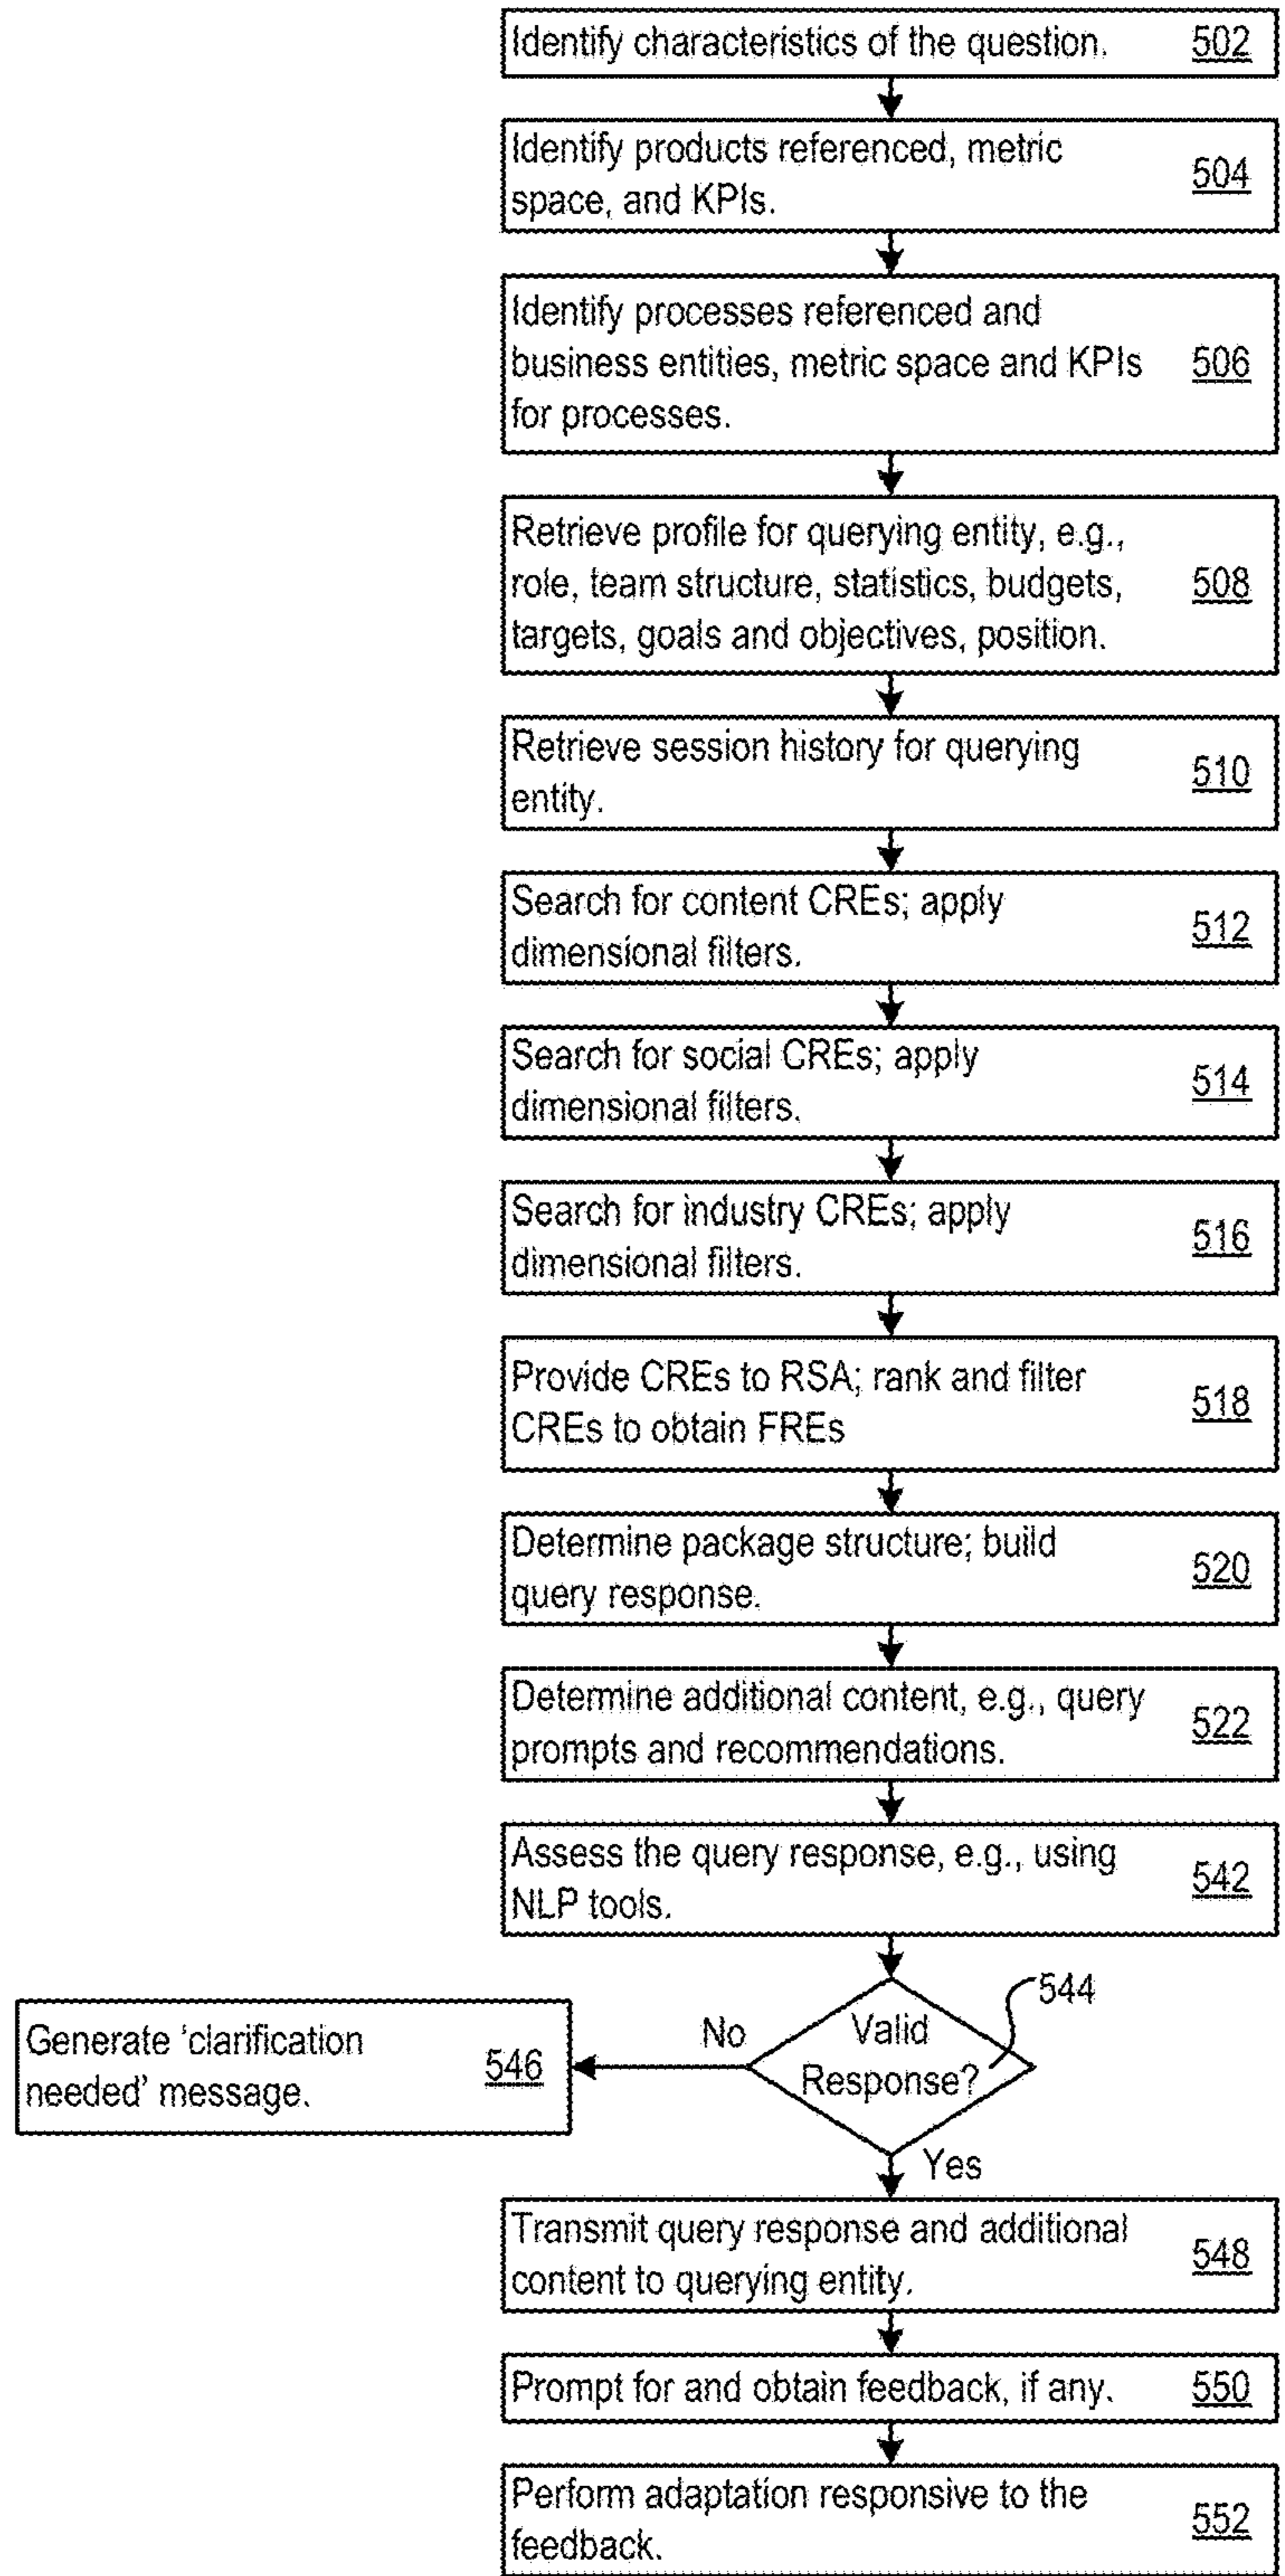 Identify characteristics of the question. 502
Identify products referenced, metric
space, and KPIs.
504
Identify processes referenced and
business entities, metric space and KPIs
for processes.
506
Retrieve profile for querying entity, e.g.,
role, team structure, statistics, budgets,
targets, goals and objectives, position.
508
Retrieve session history for querying
entity.
510
Search for content CREs; apply
dimensional filters.
512
Search for social CREs; apply
dimensional filters.
514
Search for industry CREs; apply
dimensional filters.
516
Provide CREs to RSA; rank and filter
CREs to obtain FREs
518
Determine package structure; build
query response.
520
Determine additional content, e.g., query
prompts and recommendations.
522
Assess the query response, e.g., using
NLP tools.
542
Valid
Response?
544
No
Generate ‘clarification
needed’ message.
546
Yes
Transmit query response and additional
content to querying entity.
548
Prompt for and obtain feedback, if any. 550
Perform adaptation responsive to the
feedback.
552